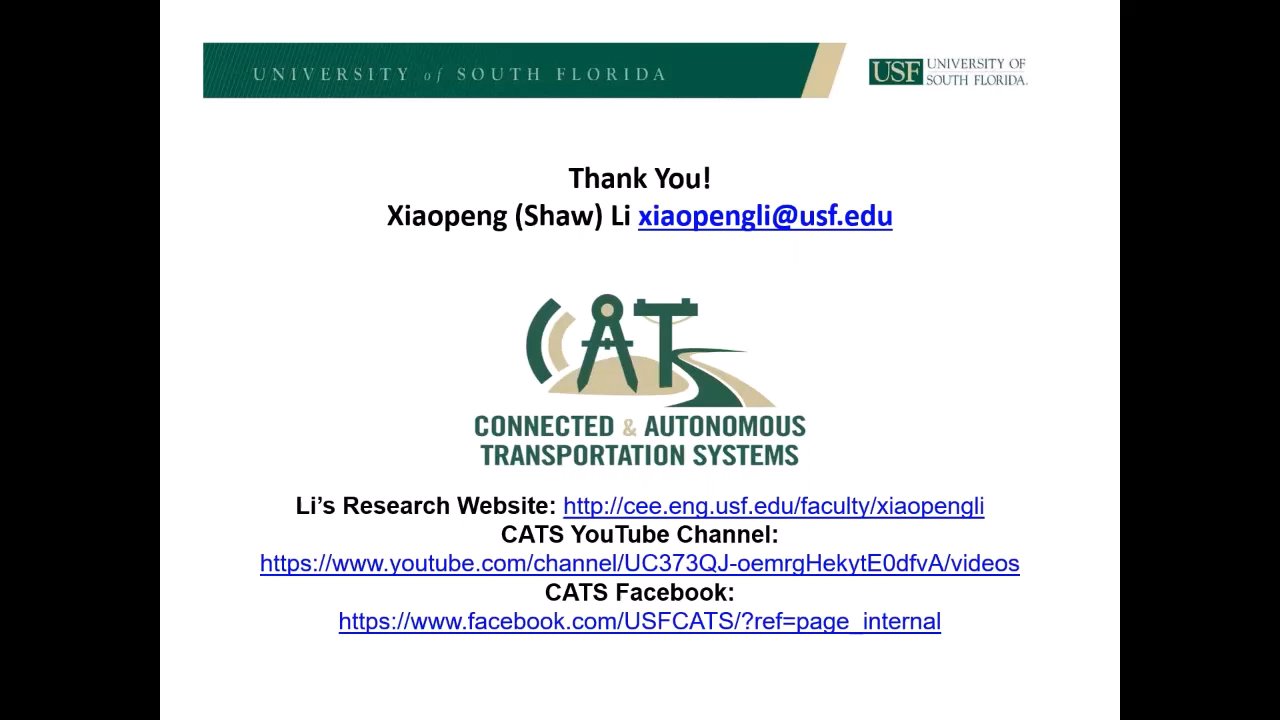 UNIVERSITY of SOUTH FLORIDA
USF UNIVERSITY OF
SOUTH FLORIDA.
Thank You!
Xiaopeng (Shaw) Li xiaopengli@usf.edu
CAT
CONNECTED & AUTONOMOUS
TRANSPORTATION SYSTEMS
Li's Research Website: http://cee.eng.usf.edu/faculty/xiaopengli
CATS YouTube Channel:
https://www.youtube.com/channel/UC373QJ-oemrgHekytE0dfvA/videos
CATS Facebook:
https://www.facebook.com/USFCATS/?ref=page_internal